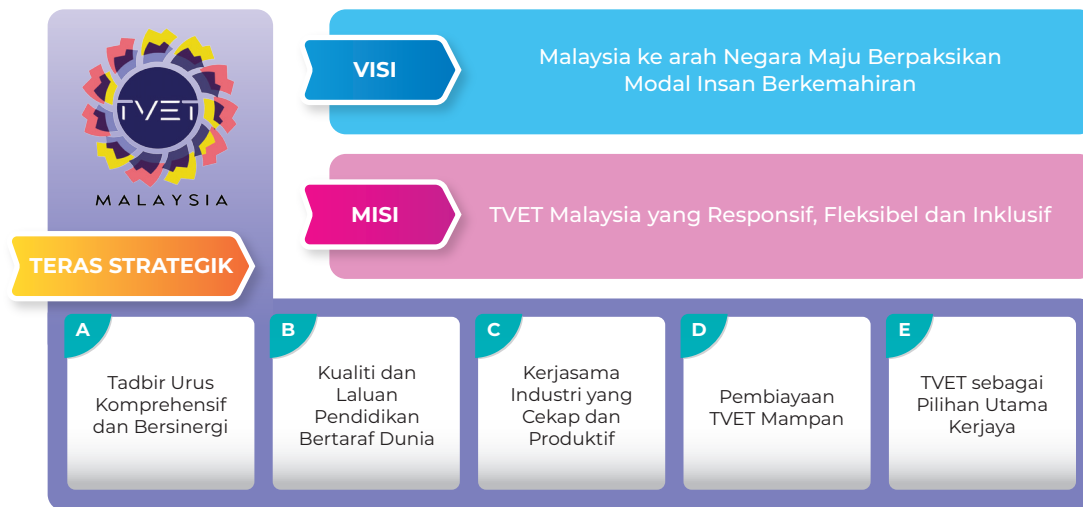 TVET
MALAYSIA
VISI
Malaysia ke arah Negara Maju Berpaksikan
Modal Insan Berkemahiran
MISI
TVET Malaysia yang Responsif, Fleksibel dan Inklusif
TERAS STRATEGIK
A
Tadbir Urus
Komprehensif
dan Bersinergi
B
Kualiti dan
Laluan
Pendidikan
Bertaraf Dunia
C
Kerjasama
Industri yang
Cekap dan
Produktif
D
Pembiayaan
TVET Mampan
E
TVET sebagai
Pilihan Utama
Kerjaya